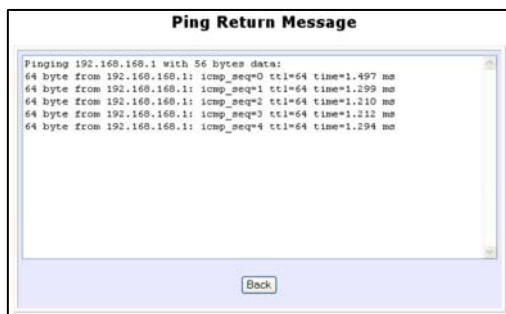 Ping Return Message
Pinging 192.168.168.1 with 56 bytes data:
64 byte from 192.168.168.1: icmp_seq=0 ttl=64 time=1.497 ms
64 byte from 192.168.168.1: icmp_seq=1 ttl=64 time=1.299 ms
64 byte from 192.168.168.1: icmp_seq=2 ttl=64 time=1.210 ms
64 byte from 192.168.168.1: icmp_seq=3 ttl=64 time=1.212 ms
64 byte from 192.168.168.1: icmp_seq=4 ttl=64 time=1.294 ms
Back